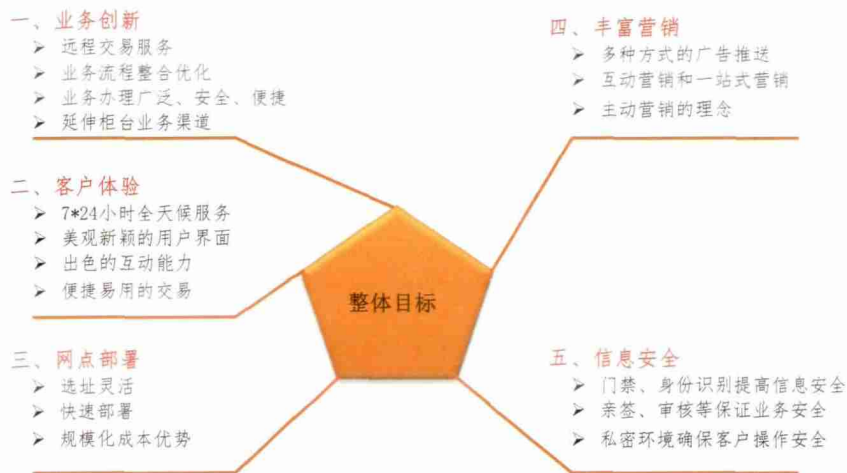 一、业务创新
➢ 远程交易服务
➢ 业务流程整合优化
➢ 业务办理广泛、安全、便捷
➢ 延伸柜台业务渠道
二、客户体验
➢ 7*24小时全天候服务
➢ 美观新颖的用户界面
➢ 出色的互动能力
➢ 便捷易用的交易
三、网点部署
➢ 选址灵活
➢ 快速部署
➢ 规模化成本优势
整体目标
四、丰富营销
➢ 多种方式的广告推送
➢ 互动营销和一站式营销
➢ 主动营销的理念
五、信息安全
➢ 门禁、身份识别提高信息安全
➢ 亲签、审核等保证业务安全
➢ 私密环境确保客户操作安全